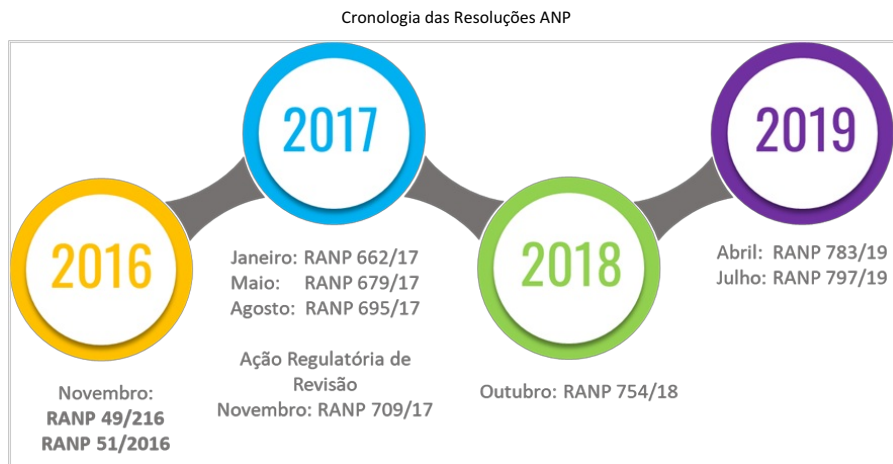 Cronologia das Resoluções ANP
2016
Novembro:
RANP 49/216
RANP 51/2016
2017
Janeiro: RANP 662/17
Maio: RANP 679/17
Agosto: RANP 695/17
Ação Regulatória de
Revisão
Novembro: RANP 709/17
2018
Outubro: RANP 754/18
2019
Abril: RANP 783/19
Julho: RANP 797/19